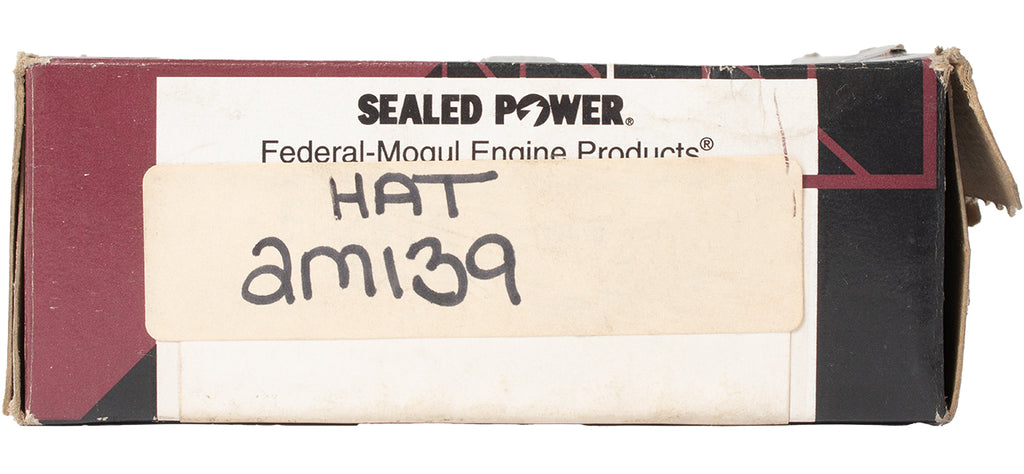 SEALED POWER®
Federal-Mogul Engine Products®
HAT
2M139